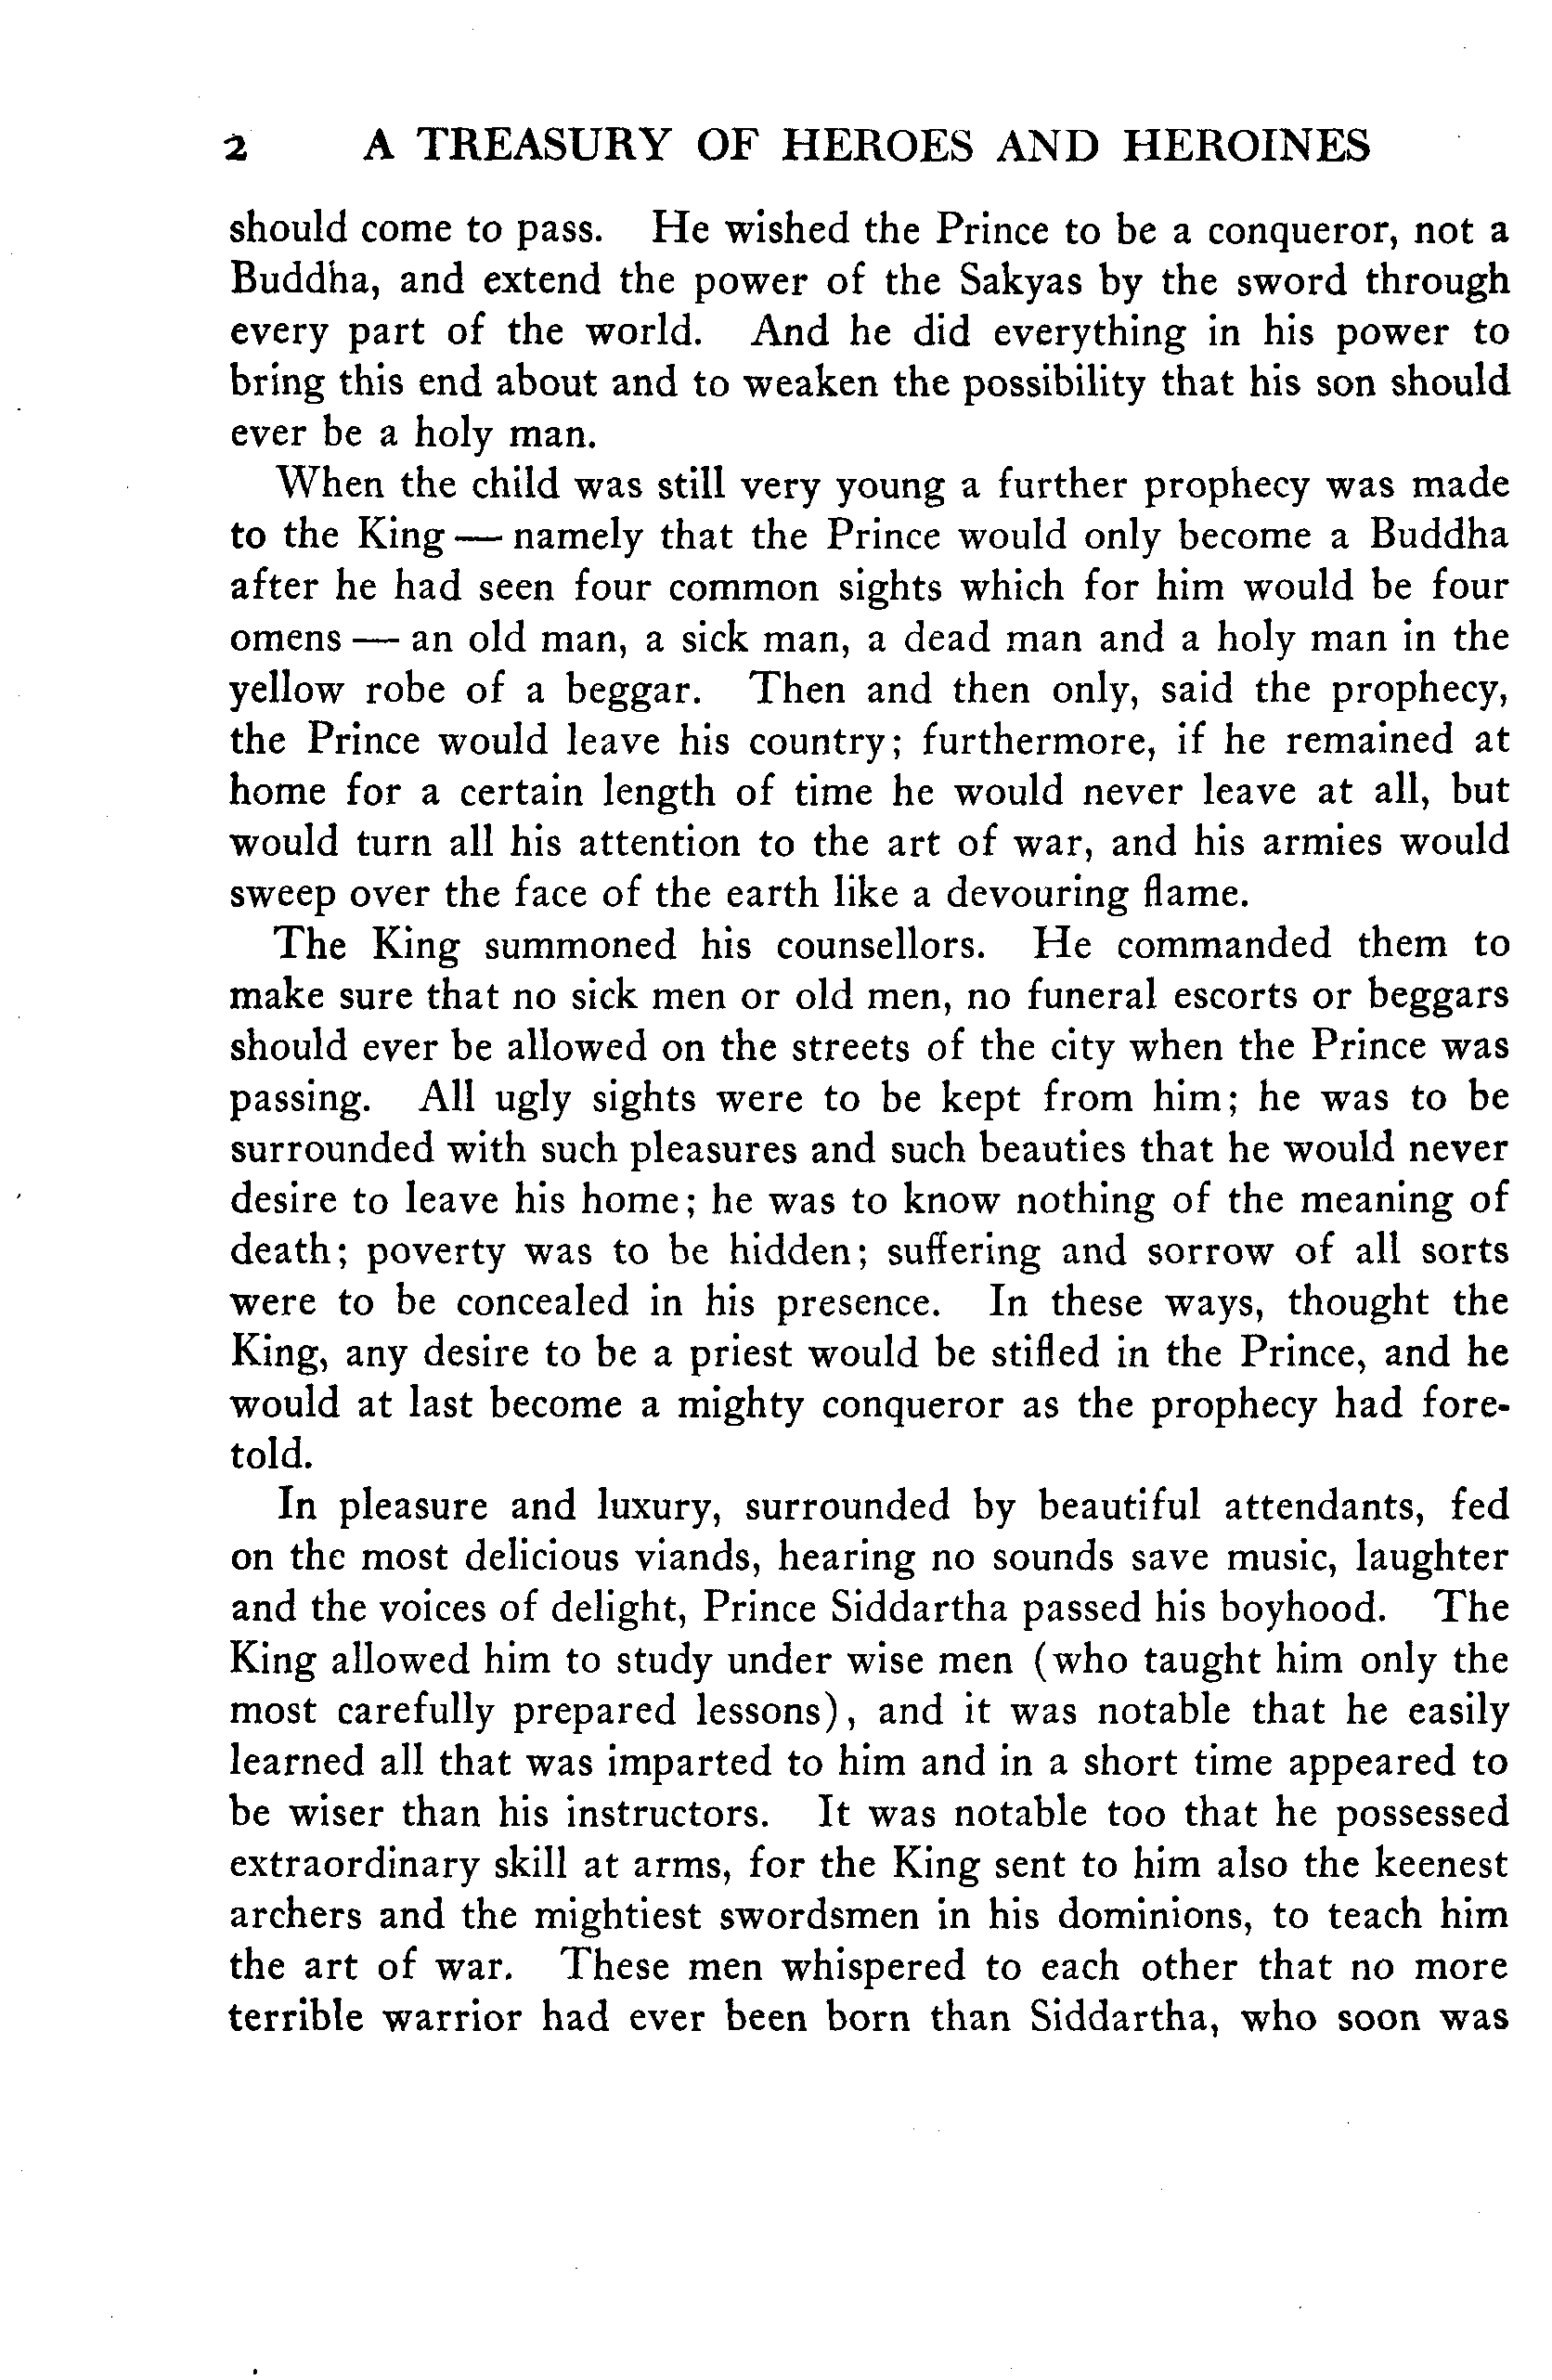 2 A TREASURY OF HEROES AND HEROINES
should come to pass. He wished the Prince to be a conqueror, not a
Buddha, and extend the power of the Sakyas by the sword through
every part of the world. And he did everything in his power to
bring this end about and to weaken the possibility that his son should
ever be a holy man.
When the child was still very young a further prophecy was made
to the King — namely that the Prince would only become a Buddha
after he had seen four common sights which for him would be four
omens — an old man, a sick man, a dead man and a holy man in the
yellow robe of a beggar. Then and then only, said the prophecy,
the Prince would leave his country; furthermore, if he remained at
home for a certain length of time he would never leave at all, but
would turn all his attention to the art of war, and his armies would
sweep over the face of the earth like a devouring flame.
The King summoned his counsellors. He commanded them to
make sure that no sick men or old men, no funeral escorts or beggars
should ever be allowed on the streets of the city when the Prince was
passing. All ugly sights were to be kept from him; he was to be
surrounded with such pleasures and such beauties that he would never
desire to leave his home; he was to know nothing of the meaning of
death; poverty was to be hidden; suffering and sorrow of all sorts
were to be concealed in his presence. In these ways, thought the
King, any desire to be a priest would be stifled in the Prince, and he
would at last become a mighty conqueror as the prophecy had fore-
told.
In pleasure and luxury, surrounded by beautiful attendants, fed
on the most delicious viands, hearing no sounds save music, laughter
and the voices of delight, Prince Siddartha passed his boyhood. The
King allowed him to study under wise men (who taught him only the
most carefully prepared lessons), and it was notable that he easily
learned all that was imparted to him and in a short time appeared to
be wiser than his instructors. It was notable too that he possessed
extraordinary skill at arms, for the King sent to him also the keenest
archers and the mightiest swordsmen in his dominions, to teach him
the art of war. These men whispered to each other that no more
terrible warrior had ever been born than Siddartha, who soon was